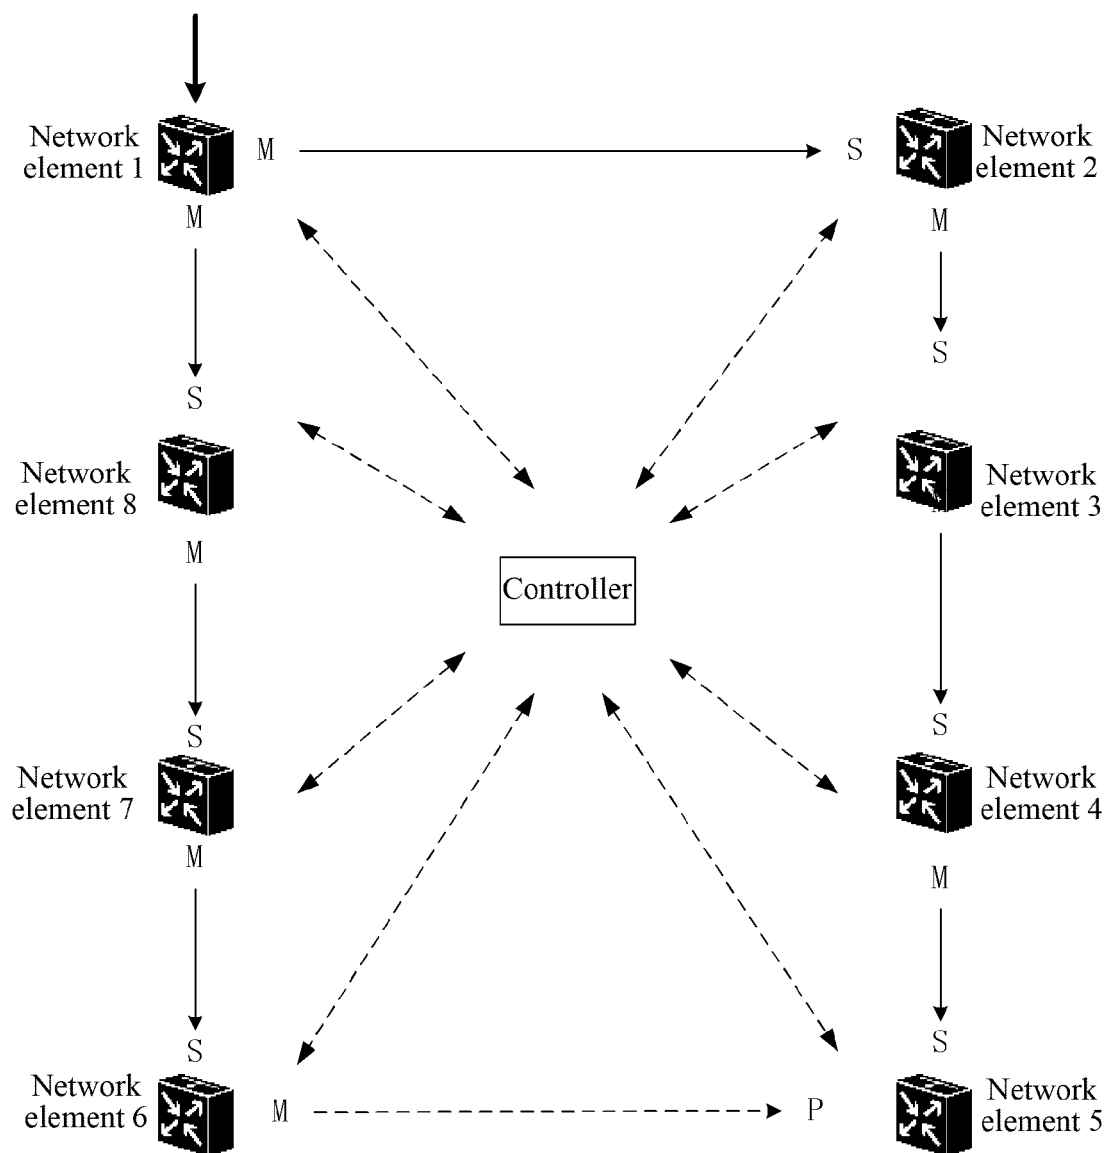 Network
element 1
M
S
Network
element 2
M
M
S
S
Network
element 8
Network
element 3
M
Controller
S
S
Network
element 7
Network
element 4
M
M
S
S
Network
element 6
M
P
Network
element 5